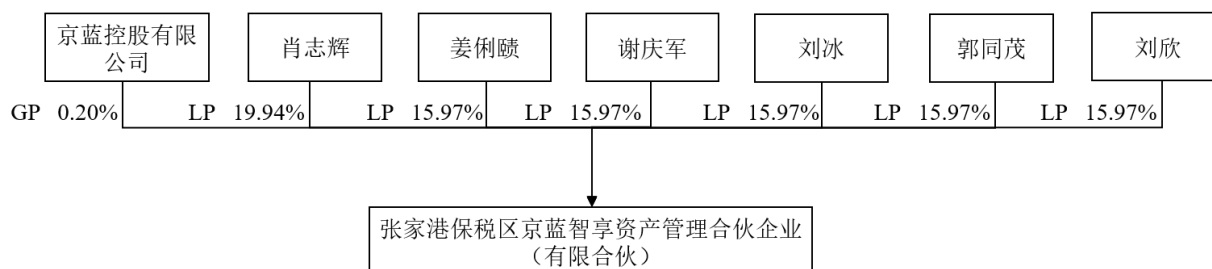 京蓝控股有限
公司
肖志辉
姜俐赜
谢庆军
刘冰
郭同茂
刘欣
GP 0.20% LP 19.94% LP 15.97% LP 15.97% LP 15.97% LP 15.97% LP 15.97%
张家港保税区京蓝智享资产管理合伙企业
（有限合伙）